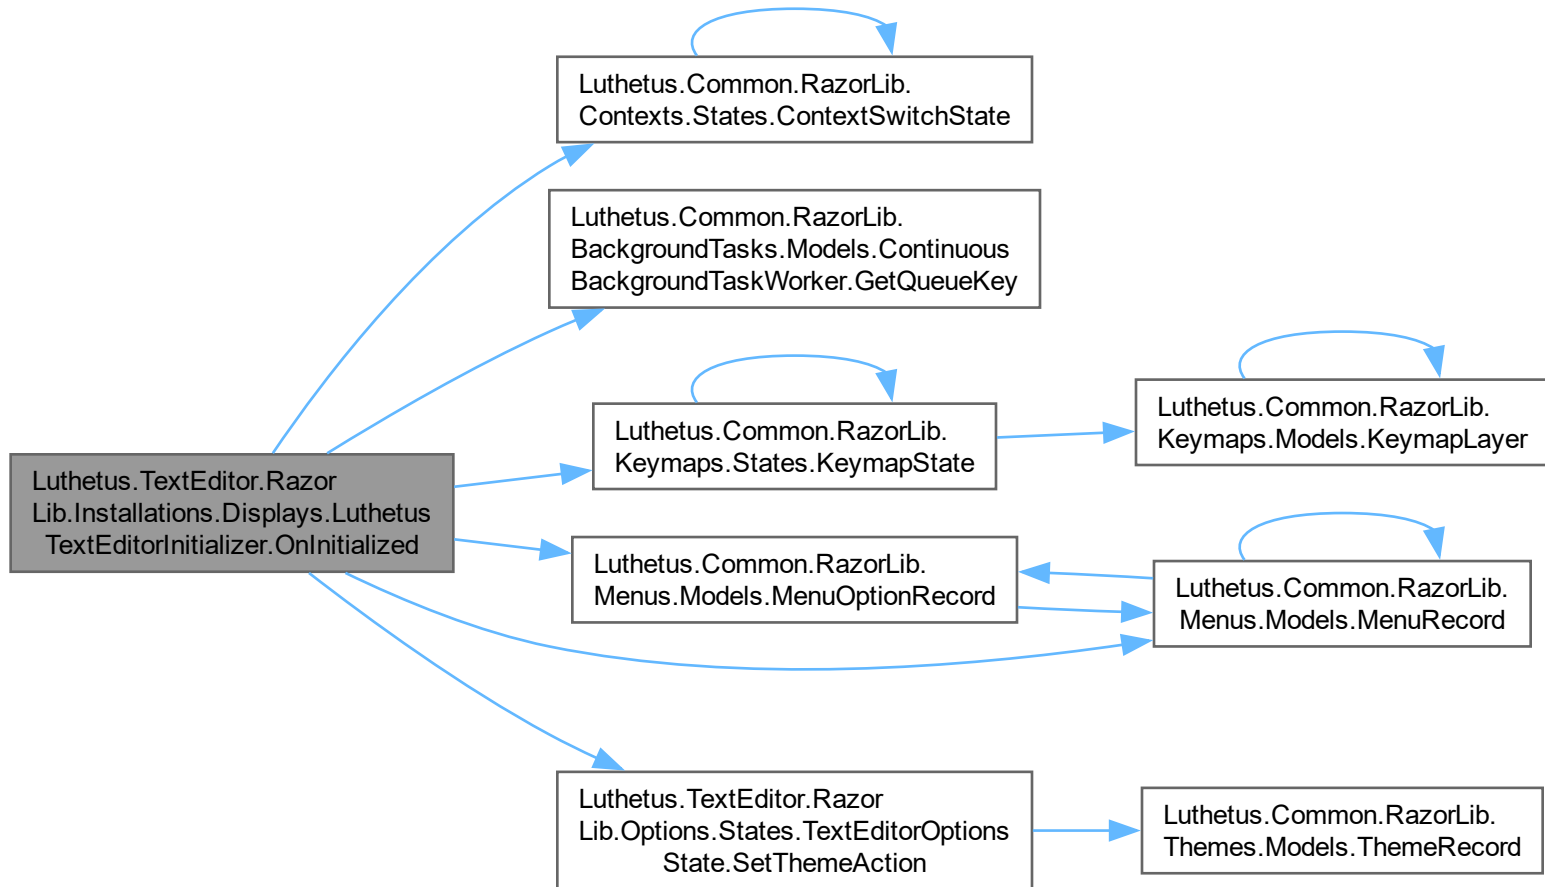 Luthetus.Common.RazorLib.
Contexts.States.ContextSwitchState
Luthetus.Common.RazorLib.
BackgroundTasks.Models.Continuous
BackgroundTaskWorker.GetQueueKey
Luthetus.Common.RazorLib.
Keymaps.States.KeymapState
Luthetus.Common.RazorLib.
Keymaps.Models.KeymapLayer
Luthetus.TextEditor.Razor
Lib.Installations.Displays.Luthetus
TextEditorInitializer.OnInitialized
Luthetus.Common.RazorLib.
Menus.Models.MenuOptionRecord
Luthetus.Common.RazorLib.
Menus.Models.MenuRecord
Luthetus.TextEditor.Razor
Lib.Options.States.TextEditorOptions
State.SetThemeAction
Luthetus.Common.RazorLib.
Themes.Models.ThemeRecord